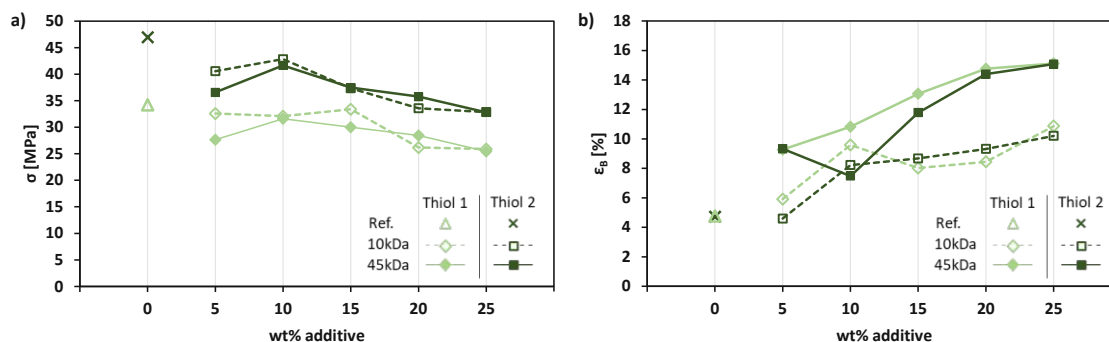 a)
σ [MPa]
50
45
40
35
30
25
20
15
10
5
0
Thiol 1 Thiol 2
Ref.
10kDa
45kDa
0 5 10 15 20 25
wt% additive
b)
ε_B [%]
18
16
14
12
10
8
6
4
2
0
Thiol 1 Thiol 2
Ref.
10kDa
45kDa
0 5 10 15 20 25
wt% additive